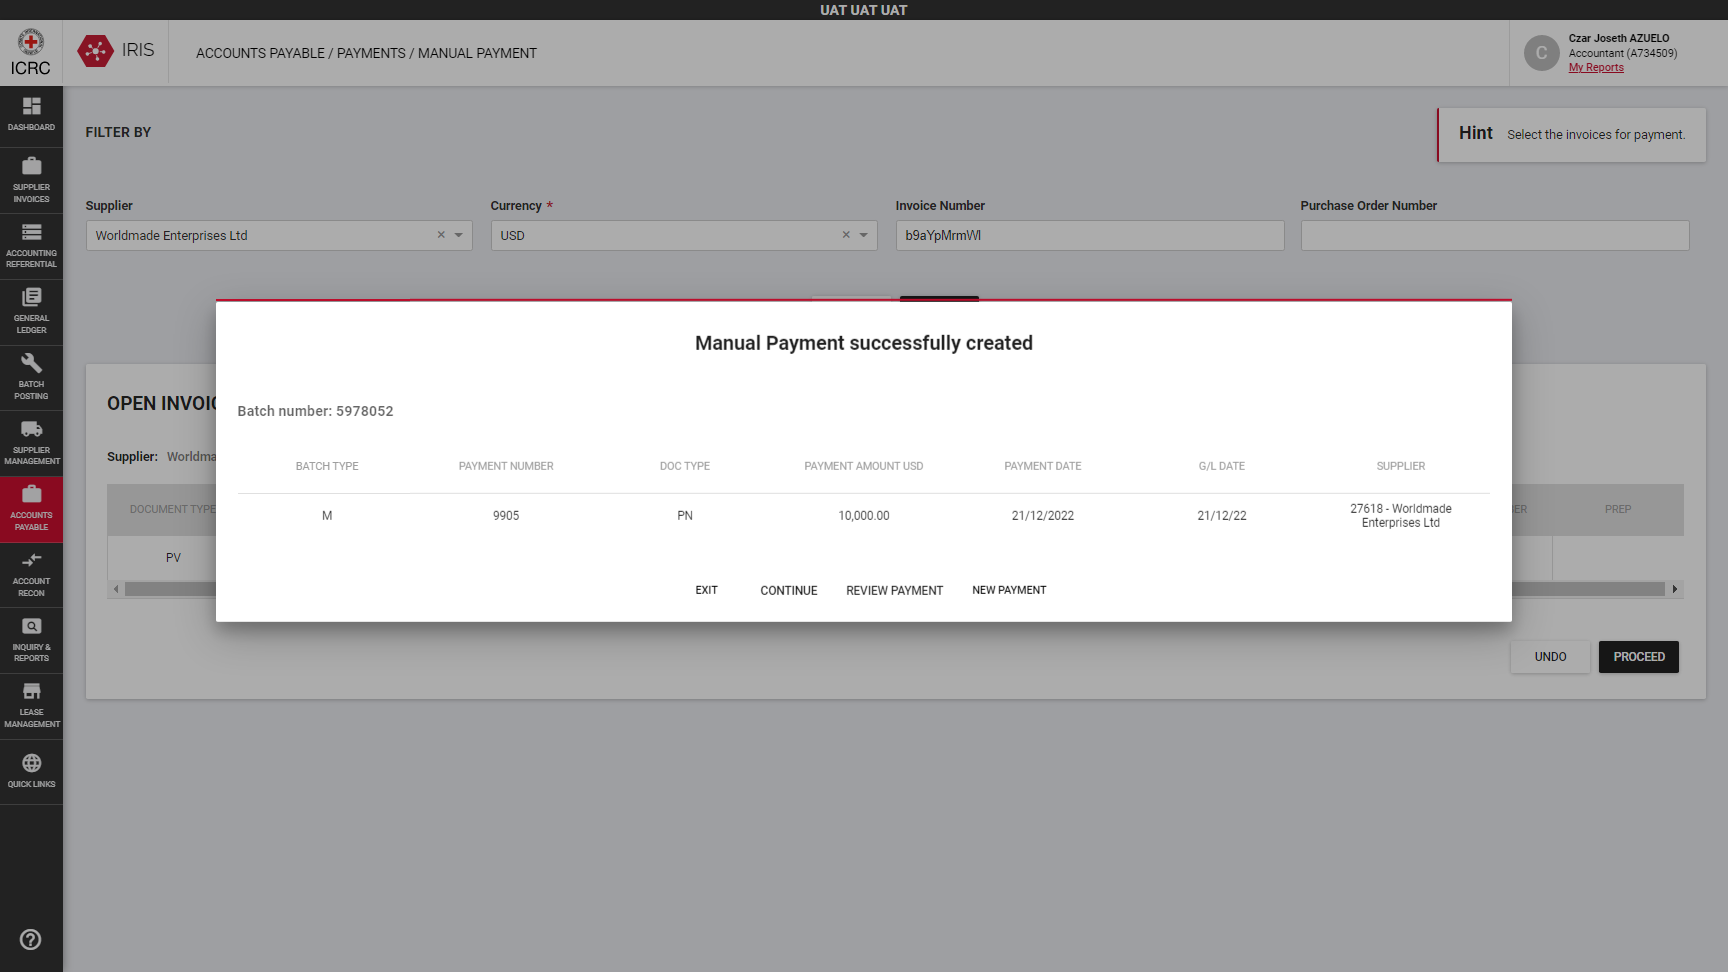 UAT UAT UAT
ICRC
IRIS
ACCOUNTS PAYABLE / PAYMENTS / MANUAL PAYMENT
C
Czar Joseth AZUELO
Accountant (A734509)
My Reports
DASHBOARD
SUPPLIER
INVOICES
ACCOUNTING
REFERENTIAL
GENERAL
LEDGER
BATCH
POSTING
SUPPLIER
MANAGEMENT
ACCOUNTS
PAYABLE
ACCOUNT
RECON
INQUIRY &
REPORTS
LEASE
MANAGEMENT
QUICK LINKS
FILTER BY
Hint Select the invoices for payment.
Supplier Currency * Invoice Number Purchase Order Number
Worldmade Enterprises Ltd USD b9aYpMrmWl
Manual Payment successfully created
Batch number: 5978052
BATCH TYPE PAYMENT NUMBER DOC TYPE PAYMENT AMOUNT USD PAYMENT DATE G/L DATE SUPPLIER
M 9905 PN 10,000.00 21/12/2022 21/12/22 27618 - Worldmade
Enterprises Ltd
EXIT CONTINUE REVIEW PAYMENT NEW PAYMENT
OPEN
Supplier:
DOCUMENT TYPE PREP
PV
UNDO PROCEED